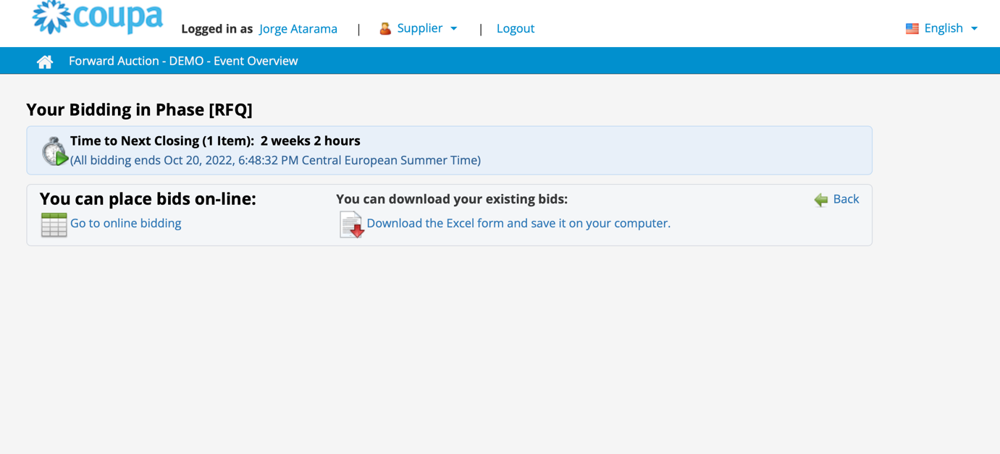 coupa
Logged in as Jorge Atarama | Supplier | Logout
English
Forward Auction - DEMO - Event Overview
Your Bidding in Phase [RFQ]
Time to Next Closing (1 Item): 2 weeks 2 hours
(All bidding ends Oct 20, 2022, 6:48:32 PM Central European Summer Time)
You can place bids on-line:
Go to online bidding
You can download your existing bids:
Download the Excel form and save it on your computer.
Back